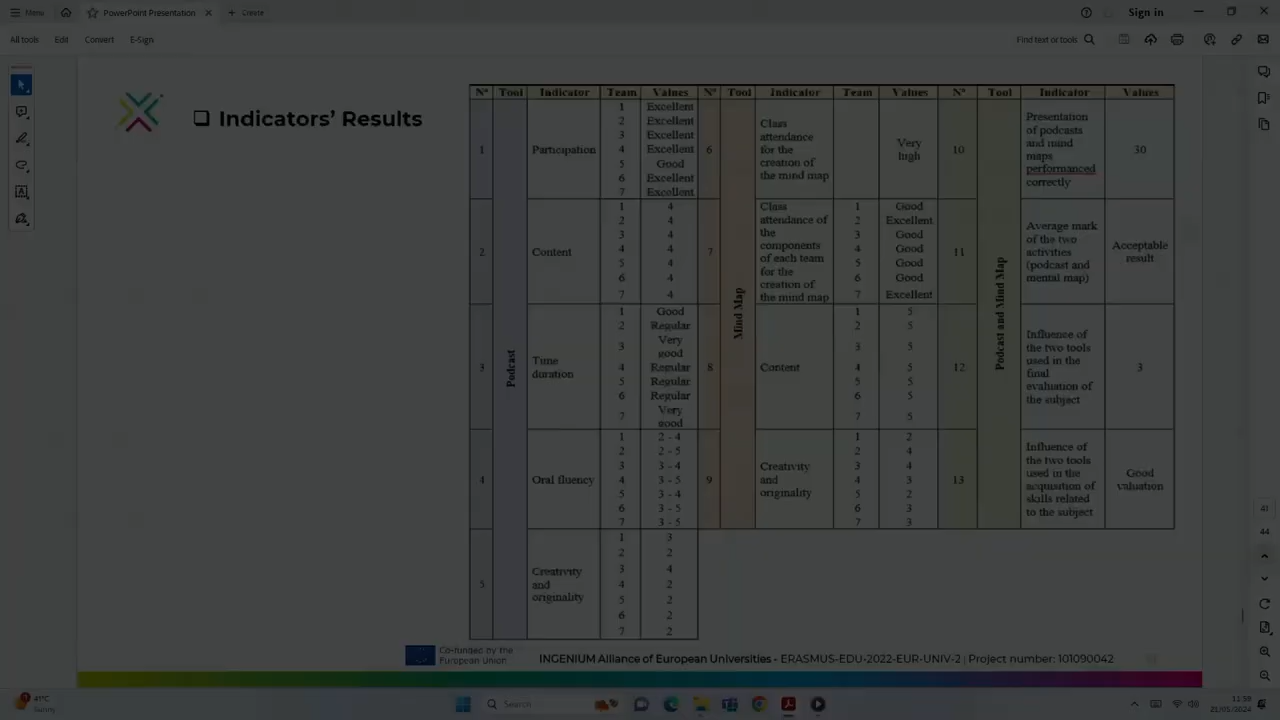 Menu
PowerPoint Presentation
Create
Sign in
All tools
Edit
Convert
E-Sign
Find text or tools
Indicators' Results
Nº Tool Indicator Team Values Nº Tool Indicator Team Values Nº Tool Indicator Values
1
Podcast
Participation
1 Excellent
2 Excellent
3 Excellent
4 Excellent
5 Good
6 Excellent
7 Excellent
2
Content
1 4
2 4
3 4
4 4
5 4
6 4
7 4
3
Time
duration
1 Good
2 Regular
3 Very
good
4 Regular
5 Regular
6 Regular
7 Very
good
4
Oral fluency
1 2 - 4
2 2 - 5
3 3 - 4
4 3 - 5
5 3 - 4
6 3 - 5
7 3 - 5
5
Creativity
and
originality
1 3
2 2
3 4
4 2
5 2
6 2
7 2
6
Mind Map
Class
attendance
for the
creation of
the mind map
Very
high
7
Class
attendance of
the
components
of each team
for the
creation of
the mind map
1 Good
2 Excellent
3 Good
4 Good
5 Good
6 Good
7 Excellent
8
Content
1 5
2 5
3 5
4 5
5 5
6 5
7 5
9
Creativity
and
originality
1 2
2 4
3 4
4 3
5 2
6 3
7 3
10
Podcast and Mind Map
Presentation
of podcasts
and mind
maps
performanced
correctly
30
11
Average mark
of the two
activities
(podcast and
mental map)
Acceptable
result
12
Influence of
the two tools
used in the
final
evaluation of
the subject
3
13
Influence of
the two tools
used in the
acquisition of
skills related
to the subject
Good
valuation
41
44
Co-funded by the
European Union
INGENIUM Alliance of European Universities - ERASMUS-EDU-2022-EUR-UNIV-2 | Project number: 101090042
41°C
Sunny
Search
11:59
21/05/2024